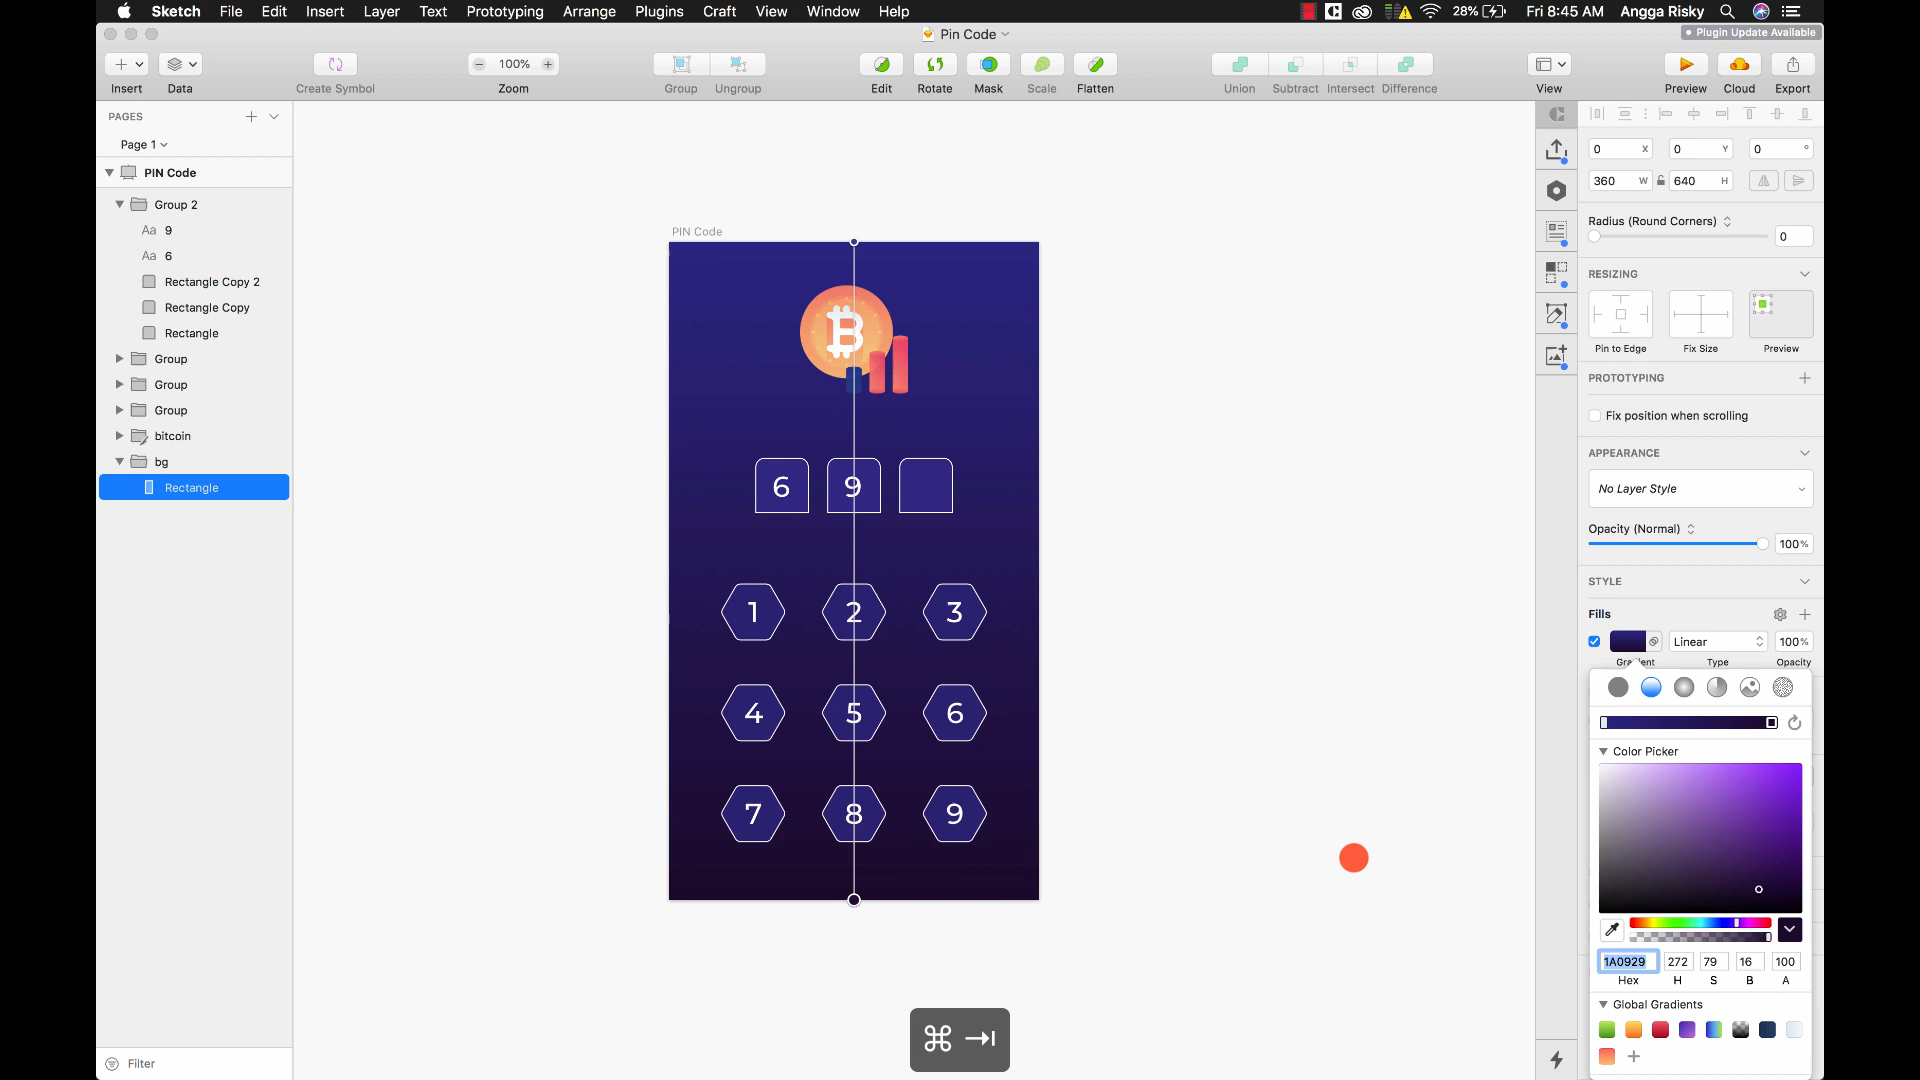 Sketch File Edit Insert Layer Text Prototyping Arrange Plugins Craft View Window Help 28% Fri 8:45 AM Angga Risky
Pin Code
Plugin Update Available
100%
Insert Data Create Symbol Zoom Group Ungroup Edit Rotate Mask Scale Flatten Union Subtract Intersect Difference View Preview Cloud Export
PAGES
Page 1
PIN Code
Group 2
Aa 9
Aa 6
Rectangle Copy 2
Rectangle Copy
Rectangle
Group
Group
Group
bitcoin
bg
Rectangle
Filter
PIN Code
6 9
1 2 3
4 5 6
7 8 9
0 X 0 Y 0 °
360 W 640 H
Radius (Round Corners)
0
RESIZING
Pin to Edge Fix Size Preview
PROTOTYPING
Fix position when scrolling
APPEARANCE
No Layer Style
Opacity (Normal)
100%
STYLE
Fills
Linear 100%
Gradient Type Opacity
Color Picker
1A0929 272 79 16 100
Hex H S B A
Global Gradients